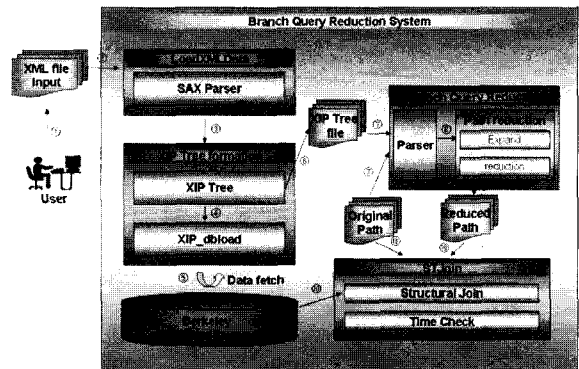 Branch Query Reduction System
XML file
Input
SAX Parser
User
XIP Tree
file
Parser
Path reduction
Expand
reduction
XIP Tree
XIP_dbload
Original
Path
Reduced
Path
Data fetch
Structural Join
Time Check